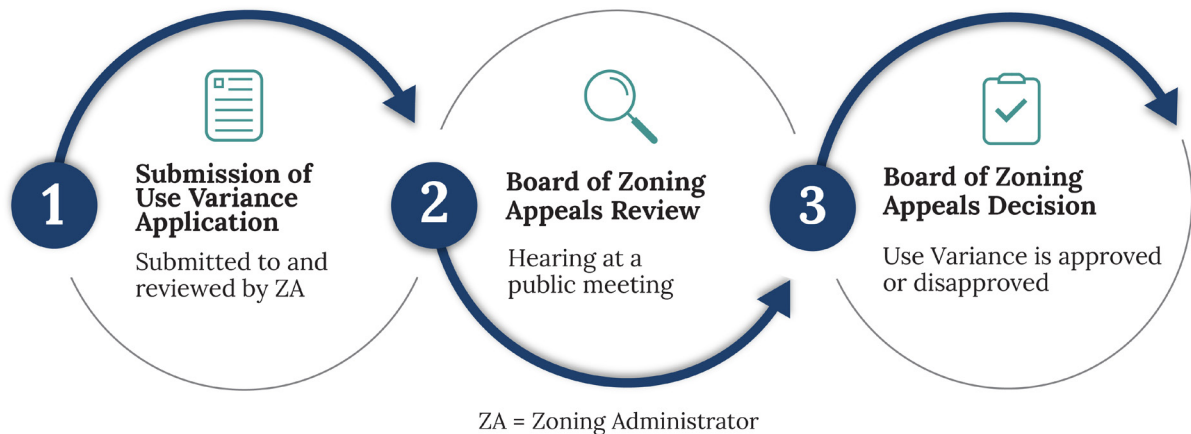 1
Submission of
Use Variance
Application
Submitted to and
reviewed by ZA
2
Board of Zoning
Appeals Review
Hearing at a
public meeting
3
Board of Zoning
Appeals Decision
Use Variance is approved
or disapproved
ZA = Zoning Administrator